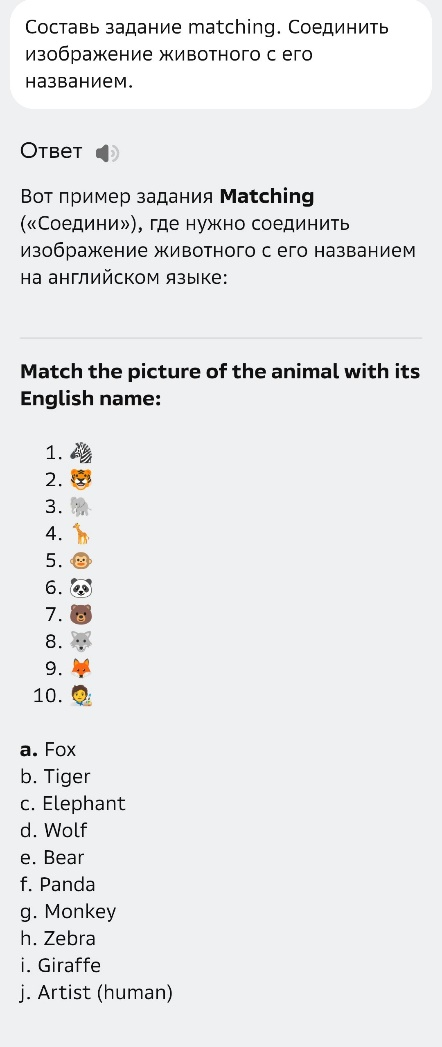 Составь задание matching. Соединить
изображение животного с его
названием.
Ответ
Вот пример задания Matching
(«Соедини»), где нужно соединить
изображение животного с его названием
на английском языке:
Match the picture of the animal with its
English name:
1. 🦓
2. 🐯
3. 🐘
4. 🦒
5. 🐵
6. 🐼
7. 🐻
8. 🐺
9. 🦊
10. 🧑‍🎨
a. Fox
b. Tiger
c. Elephant
d. Wolf
e. Bear
f. Panda
g. Monkey
h. Zebra
i. Giraffe
j. Artist (human)